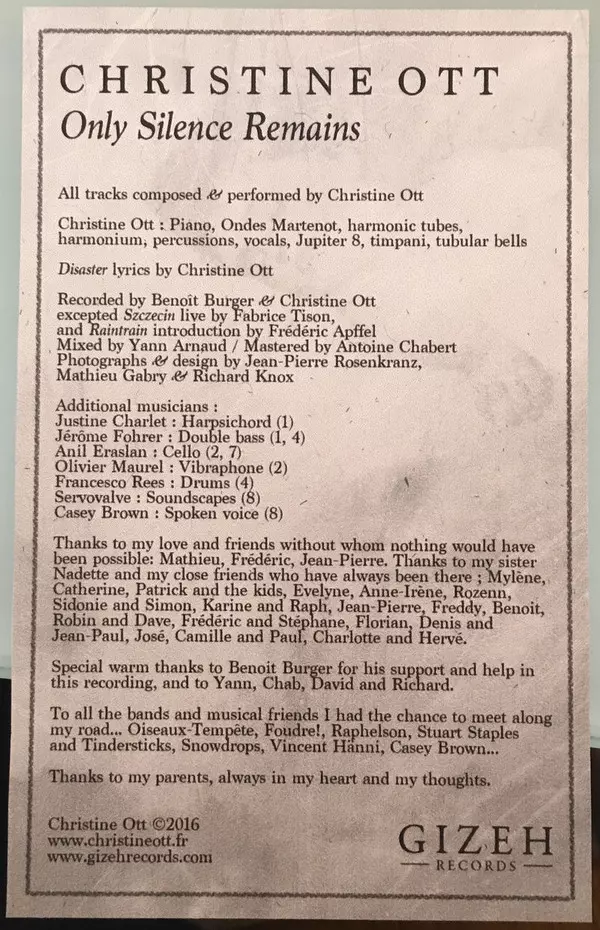 CHRISTINE OTT
Only Silence Remains
All tracks composed & performed by Christine Ott
Christine Ott : Piano, Ondes Martenot, harmonic tubes,
harmonium, percussions, vocals, Jupiter 8, timpani, tubular bells
Disaster lyrics by Christine Ott
Recorded by Benoît Burger & Christine Ott
excepted Szczecin live by Fabrice Tison,
and Raintrain introduction by Frédéric Apffel
Mixed by Yann Arnaud / Mastered by Antoine Chabert
Photographs & design by Jean-Pierre Rosenkranz,
Mathieu Gabry & Richard Knox
Additional musicians :
Justine Charlet : Harpsichord (1)
Jérôme Fohrer : Double bass (1, 4)
Anil Eraslan : Cello (2, 7)
Olivier Maurel : Vibraphone (2)
Francesco Rees : Drums (4)
Servovalve : Soundscapes (8)
Casey Brown : Spoken voice (8)
Thanks to my love and friends without whom nothing would have
been possible: Mathieu, Frédéric, Jean-Pierre. Thanks to my sister
Nadette and my close friends who have always been there ; Mylène,
Catherine, Patrick and the kids, Evelyne, Anne-Irène, Rozenn,
Sidonie and Simon, Karine and Raph, Jean-Pierre, Freddy, Benoit,
Robin and Dave, Frédéric and Stéphane, Florian, Denis and
Jean-Paul, José, Camille and Paul, Charlotte and Hervé.
Special warm thanks to Benoit Burger for his support and help in
this recording, and to Yann, Chab, David and Richard.
To all the bands and musical friends I had the chance to meet along
my road... Oiseaux-Tempête, Foudre!, Raphelson, Stuart Staples
and Tindersticks, Snowdrops, Vincent Hänni, Casey Brown...
Thanks to my parents, always in my heart and my thoughts.
Christine Ott ©2016
www.christineott.fr
www.gizehrecords.com
GIZEH
RECORDS